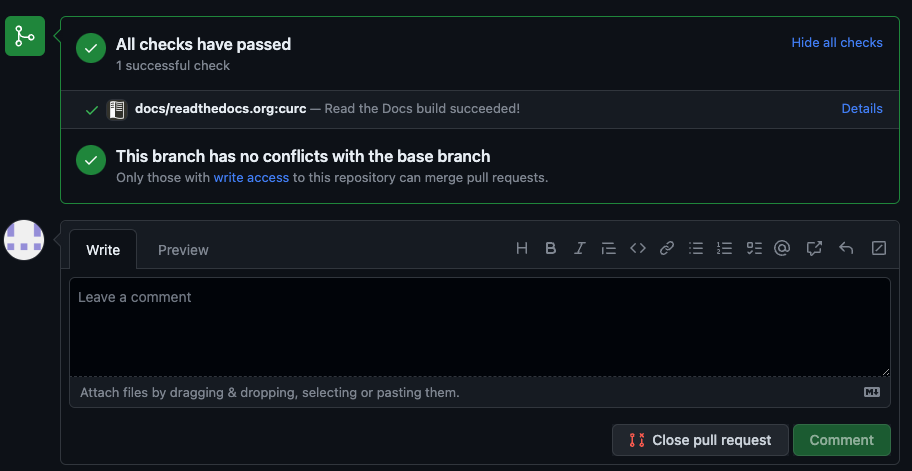 All checks have passed
Hide all checks
1 successful check
docs/readthedocs.org:curc — Read the Docs build succeeded!
Details
This branch has no conflicts with the base branch
Only those with write access to this repository can merge pull requests.
Write
Preview
Leave a comment
Attach files by dragging & dropping, selecting or pasting them.
Close pull request
Comment